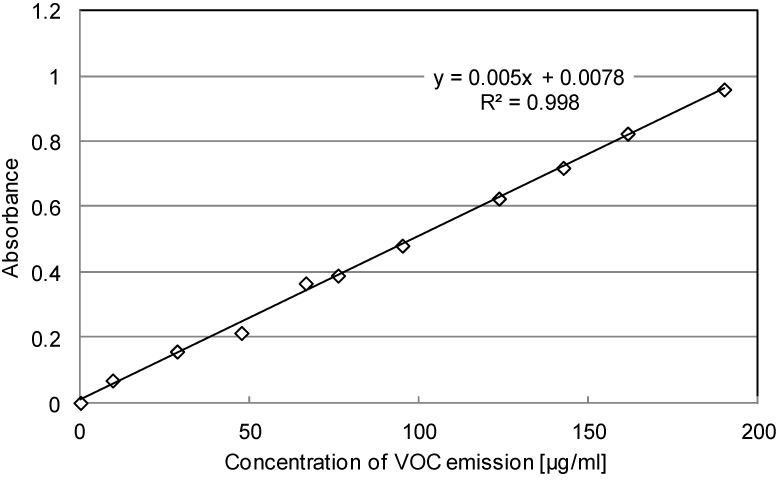 1.2
1
y = 0.005x + 0.0078
R² = 0.998
0.8
0.6
0.4
0.2
0
Absorbance
0 50 100 150 200
Concentration of VOC emission [µg/ml]